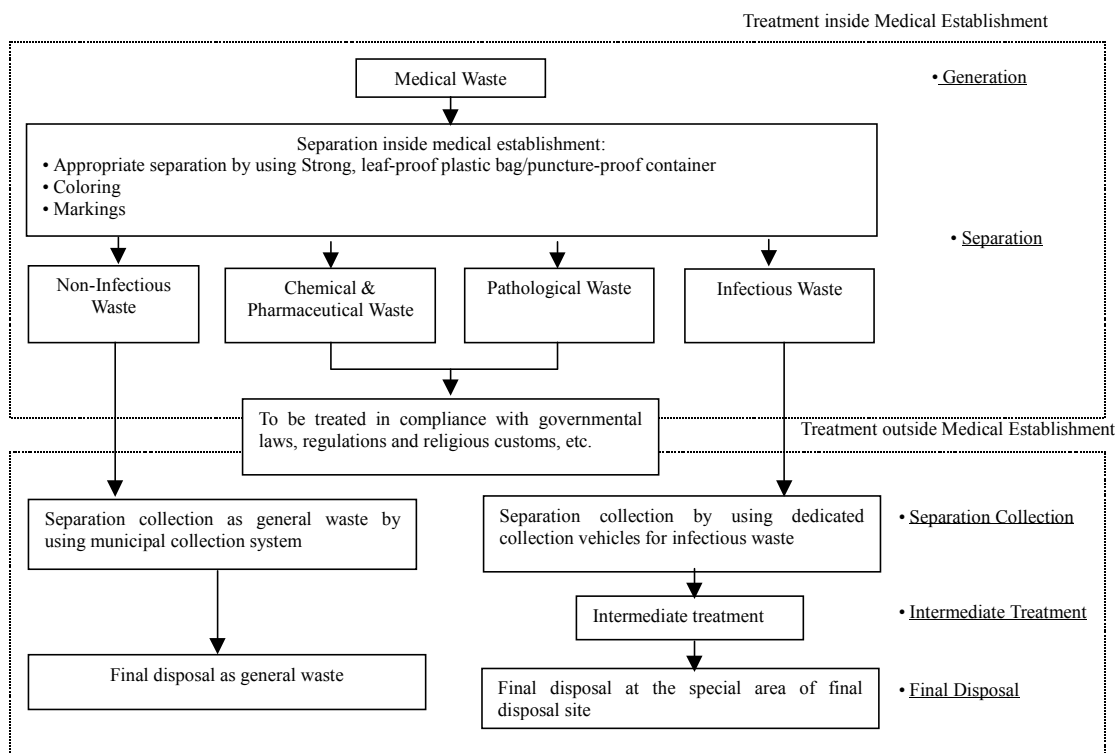 Treatment inside Medical Establishment
Medical Waste
• Generation
Separation inside medical establishment:
• Appropriate separation by using Strong, leaf-proof plastic bag/puncture-proof container
• Coloring
• Markings
• Separation
Non-Infectious
Waste
Chemical &
Pharmaceutical Waste
Pathological Waste
Infectious Waste
To be treated in compliance with governmental
laws, regulations and religious customs, etc.
Treatment outside Medical Establishment
Separation collection as general waste by
using municipal collection system
Separation collection by using dedicated
collection vehicles for infectious waste
• Separation Collection
Intermediate treatment
• Intermediate Treatment
Final disposal as general waste
Final disposal at the special area of final
disposal site
• Final Disposal